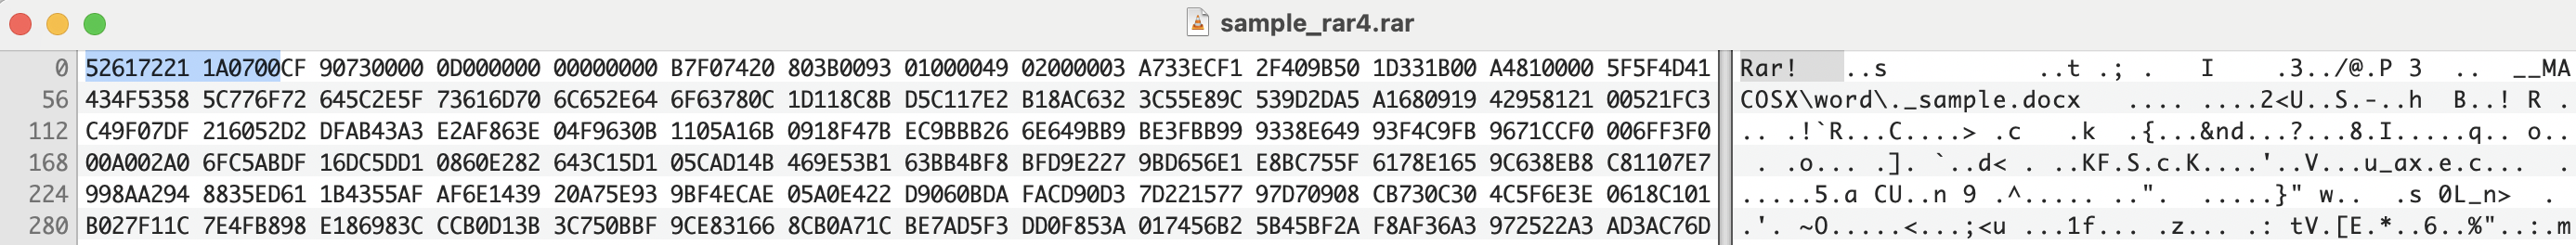 sample_rar4.rar
0 52617221 1A0700CF 90730000 0D000000 00000000 B7F07420 803B0093 01000049 02000003 A733ECF1 2F409B50 1D331B00 A4810000 5F5F4D41 Rar! ..s ..t .; . I .3../@.P 3 .. __MA
56 434F5358 5C776F72 645C2E5F 73616D70 6C652E64 6F63780C 1D118C8B D5C117E2 B18AC632 3C55E89C 539D2DA5 A1680919 42958121 00521FC3 COSX\word\._sample.docx .... ....2<U..S.-..h B..! R .
112 C49F07DF 216052D2 DFAB43A3 E2AF863E 04F9630B 1105A16B 0918F47B EC9BBB26 6E649BB9 BE3FBB99 9338E649 93F4C9FB 9671CCF0 006FF3F0 .. .!`R...C....> .c .k .{...&nd...?...8.I.....q.. o..
168 00A002A0 6FC5ABDF 16DC5DD1 0860E282 643C15D1 05CAD14B 469E53B1 63BB4BF8 BFD9E227 9BD656E1 E8BC755F 6178E165 9C638EB8 C81107E7 . .o.... .]. `..d< . ..KF.S.c.K....'..V...u_ax.e.c... .
224 998AA294 8835ED61 1B4355AF AF6E1439 20A75E93 9BF4ECAE 05A0E422 D9060BDA FACD90D3 7D221577 97D70908 CB730C30 4C5F6E3E 0618C101 .....5.a CU..n 9 .^..... ..". .....}" w.. .s 0L_n> .
280 B027F11C 7E4FB898 E186983C CCB0D13B 3C750BBF 9CE83166 8CB0A71C BE7AD5F3 DD0F853A 017456B2 5B45BF2A F8AF36A3 972522A3 AD3AC76D .'. ~O.....<...;<u ...1f... .z... .: tV.[E.*..6..%"..:.m